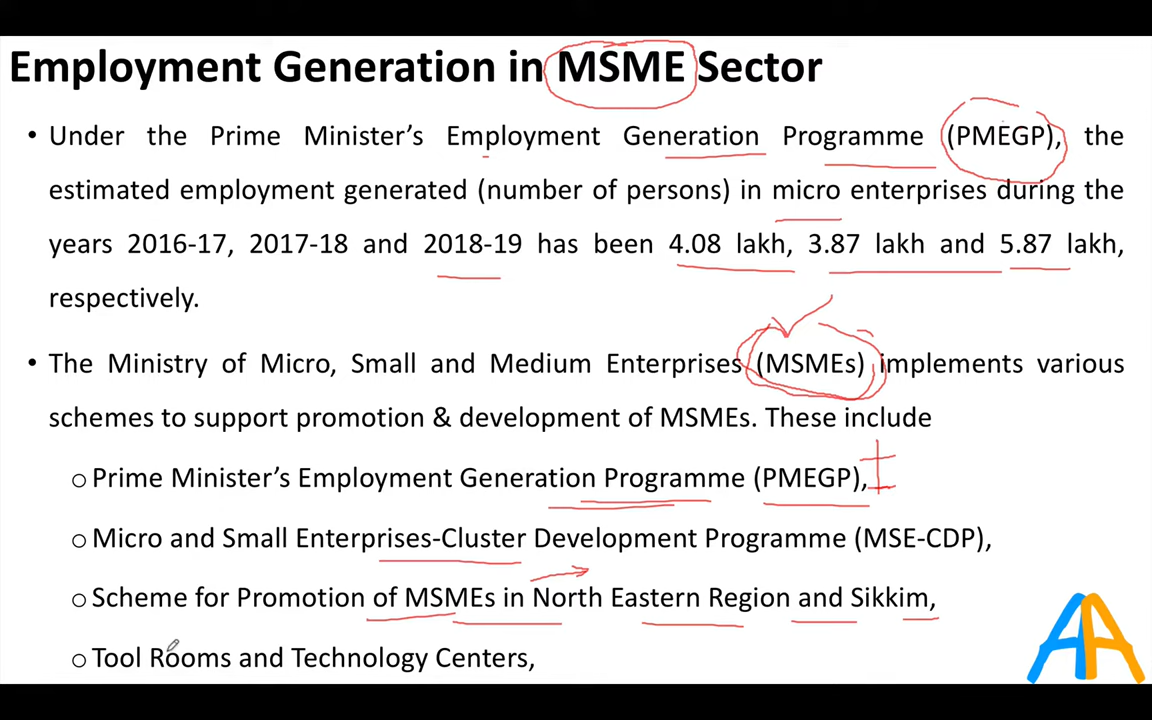 Employment Generation in MSME Sector
• Under the Prime Minister’s Employment Generation Programme (PMEGP), the
estimated employment generated (number of persons) in micro enterprises during the
years 2016-17, 2017-18 and 2018-19 has been 4.08 lakh, 3.87 lakh and 5.87 lakh,
respectively.
• The Ministry of Micro, Small and Medium Enterprises (MSMEs) implements various
schemes to support promotion & development of MSMEs. These include
o Prime Minister’s Employment Generation Programme (PMEGP),
o Micro and Small Enterprises-Cluster Development Programme (MSE-CDP),
o Scheme for Promotion of MSMEs in North Eastern Region and Sikkim,
o Tool Rooms and Technology Centers,